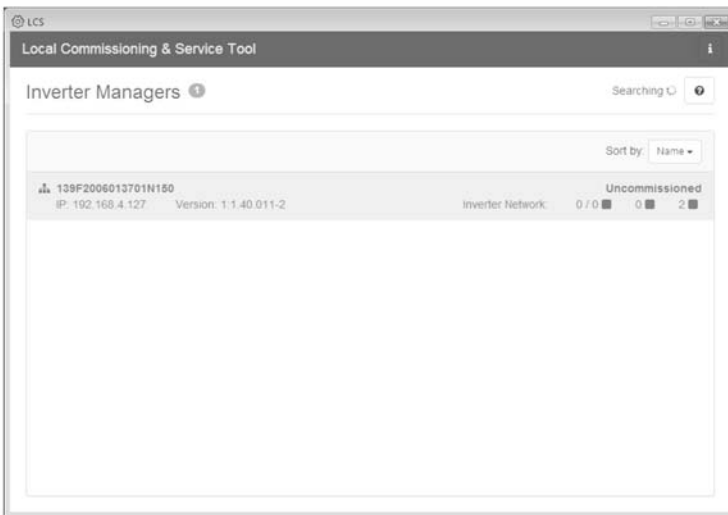 LCS
Local Commissioning & Service Tool
i
Inverter Managers 1
Searching
?
Sort by: Name
139F2006013701N150
Uncommissioned
IP: 192.168.4.127 Version: 1.1.40.011-2 Inverter Network: 0 / 0 0 2